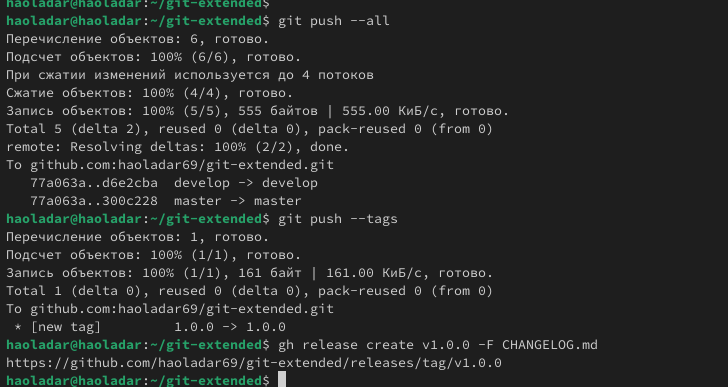 haoladar@haoladar:~/git-extended$
haoladar@haoladar:~/git-extended$ git push --all
Перечисление объектов: 6, готово.
Подсчет объектов: 100% (6/6), готово.
При сжатии изменений используется до 4 потоков
Сжатие объектов: 100% (4/4), готово.
Запись объектов: 100% (5/5), 555 байтов | 555.00 КиБ/с, готово.
Total 5 (delta 2), reused 0 (delta 0), pack-reused 0 (from 0)
remote: Resolving deltas: 100% (2/2), done.
To github.com:haoladar69/git-extended.git
   77a063a..d6e2cba  develop -> develop
   77a063a..300c228  master -> master
haoladar@haoladar:~/git-extended$ git push --tags
Перечисление объектов: 1, готово.
Подсчет объектов: 100% (1/1), готово.
Запись объектов: 100% (1/1), 161 байт | 161.00 КиБ/с, готово.
Total 1 (delta 0), reused 0 (delta 0), pack-reused 0 (from 0)
To github.com:haoladar69/git-extended.git
 * [new tag]         1.0.0 -> 1.0.0
haoladar@haoladar:~/git-extended$ gh release create v1.0.0 -F CHANGELOG.md
https://github.com/haoladar69/git-extended/releases/tag/v1.0.0
haoladar@haoladar:~/git-extended$